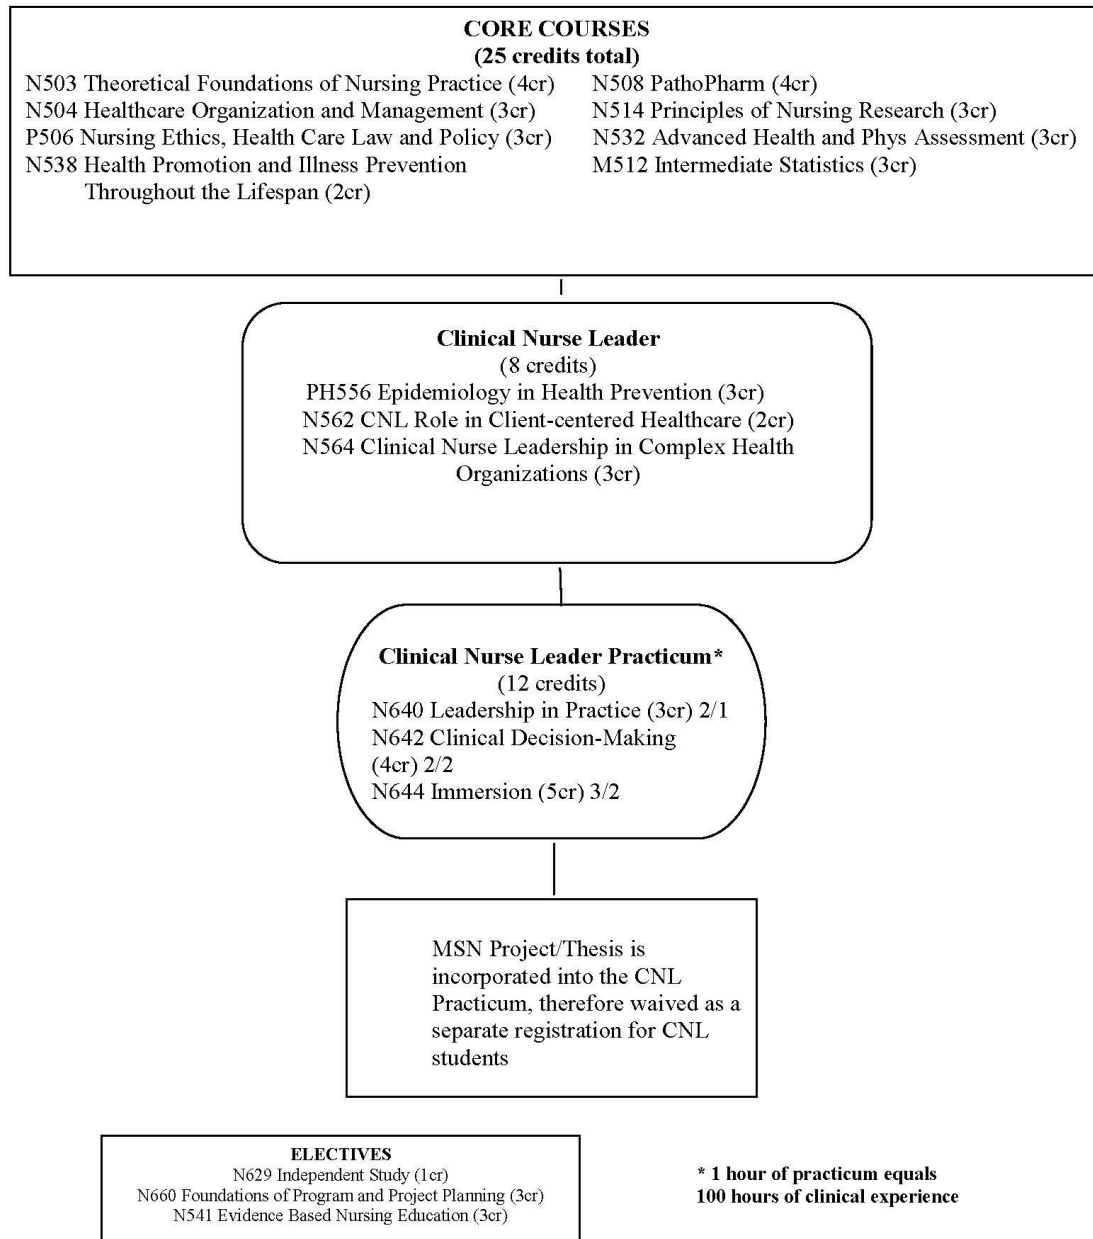 CORE COURSES
(25 credits total)
N503 Theoretical Foundations of Nursing Practice (4cr)
N504 Healthcare Organization and Management (3cr)
P506 Nursing Ethics, Health Care Law and Policy (3cr)
N538 Health Promotion and Illness Prevention
Throughout the Lifespan (2cr)
N508 PathoPharm (4cr)
N514 Principles of Nursing Research (3cr)
N532 Advanced Health and Phys Assessment (3cr)
M512 Intermediate Statistics (3cr)
Clinical Nurse Leader
(8 credits)
PH556 Epidemiology in Health Prevention (3cr)
N562 CNL Role in Client-centered Healthcare (2cr)
N564 Clinical Nurse Leadership in Complex Health
Organizations (3cr)
Clinical Nurse Leader Practicum*
(12 credits)
N640 Leadership in Practice (3cr) 2/1
N642 Clinical Decision-Making
(4cr) 2/2
N644 Immersion (5cr) 3/2
MSN Project/Thesis is
incorporated into the CNL
Practicum, therefore waived as a
separate registration for CNL
students
ELECTIVES
N629 Independent Study (1cr)
N660 Foundations of Program and Project Planning (3cr)
N541 Evidence Based Nursing Education (3cr)
* 1 hour of practicum equals
100 hours of clinical experience